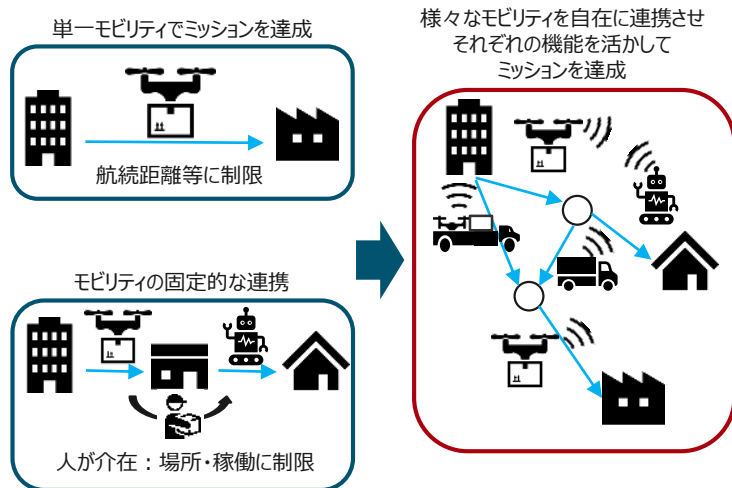 単一モビリティでミッションを達成
航続距離等に制限
モビリティの固定的な連携
人が介在：場所・稼働に制限
様々なモビリティを自在に連携させ
それぞれの機能を活かして
ミッションを達成